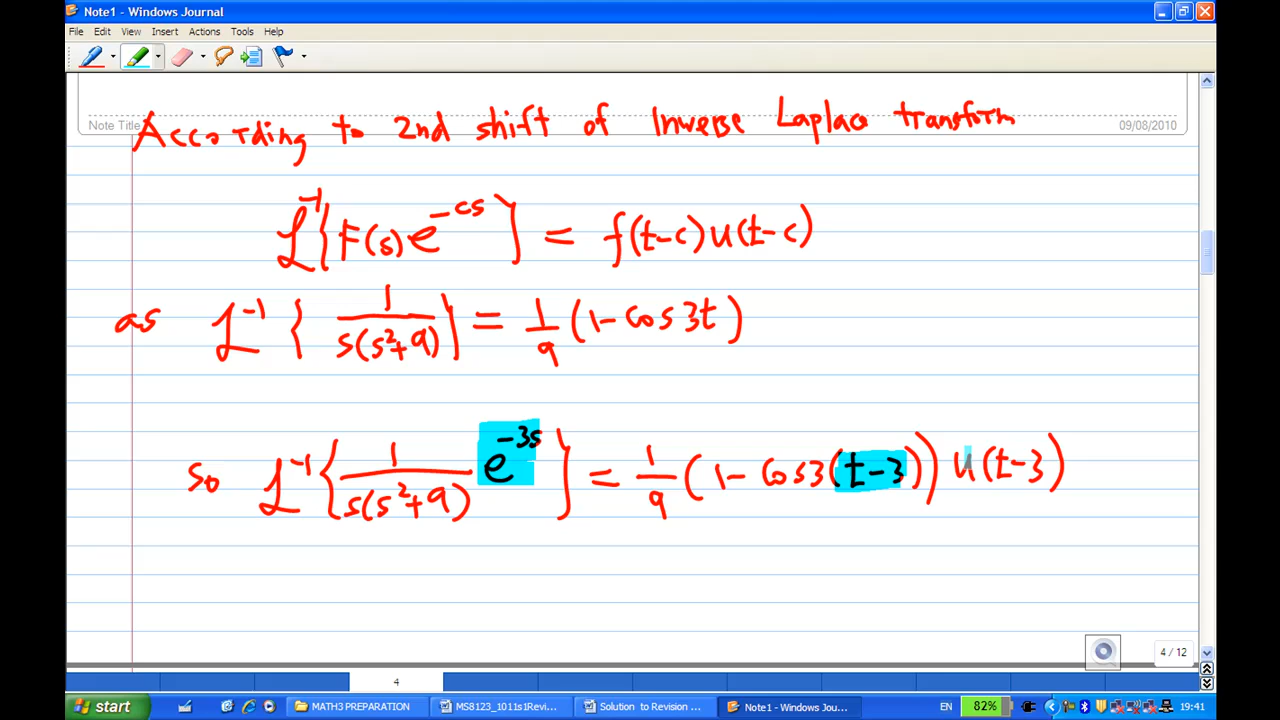 Note1 - Windows Journal
File Edit View Insert Actions Tools Help
Note Title
09/08/2010
According to 2nd shift of Inverse Laplace transform
ℒ⁻¹{F(s)e^{-cs}} = f(t-c)u(t-c)
as ℒ⁻¹{1/(s(s²+9))} = 1/9 (1-cos3t)
so ℒ⁻¹{1/(s(s²+9)) e^{-3s}} = 1/9 (1-cos3(t-3)) u(t-3)
4 / 12
4
start
MATH3 PREPARATION
MS8123_1011s1Revis...
Solution to Revision ...
Note1 - Windows Jou...
EN
82%
19:41